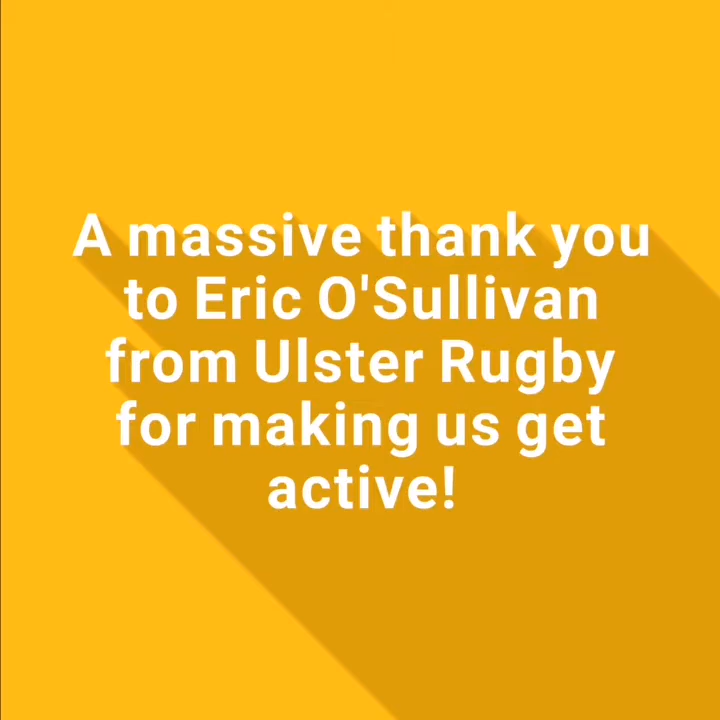 A massive thank you
to Eric O'Sullivan
from Ulster Rugby
for making us get
active!